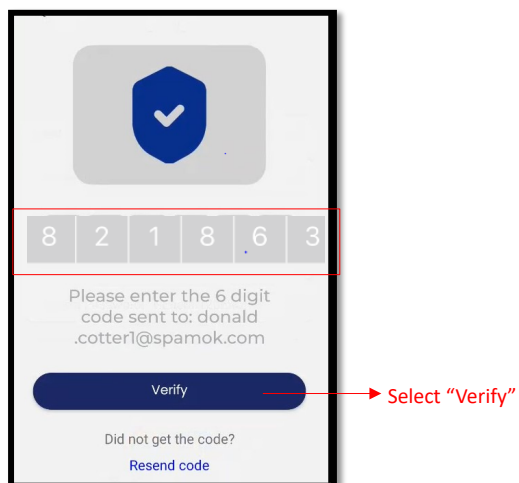 8 2 1 8 6 3
Please enter the 6 digit
code sent to: donald
.cotter1@spamok.com
Verify
Select “Verify”
Did not get the code?
Resend code